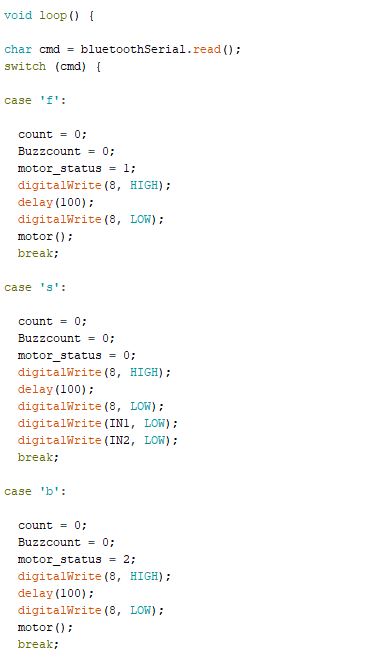 void loop() {
char cmd = bluetoothSerial.read();
switch (cmd) {
case 'f':
count = 0;
Buzzcount = 0;
motor_status = 1;
digitalWrite(8, HIGH);
delay(100);
digitalWrite(8, LOW);
motor();
break;
case 's':
count = 0;
Buzzcount = 0;
motor_status = 0;
digitalWrite(8, HIGH);
delay(100);
digitalWrite(8, LOW);
digitalWrite(IN1, LOW);
digitalWrite(IN2, LOW);
break;
case 'b':
count = 0;
Buzzcount = 0;
motor_status = 2;
digitalWrite(8, HIGH);
delay(100);
digitalWrite(8, LOW);
motor();
break;